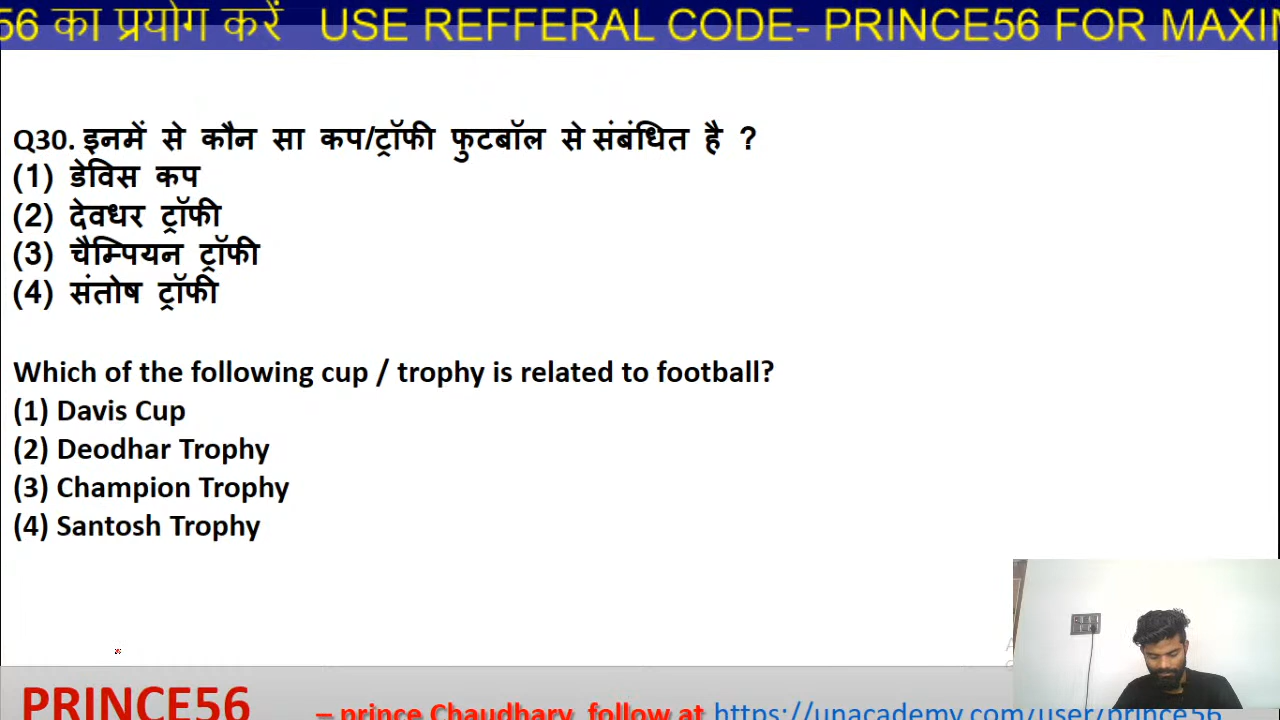 56 का प्रयोग करें USE REFFERAL CODE- PRINCE56 FOR MAXI
Q30. इनमें से कौन सा कप/ट्रॉफी फुटबॉल से संबंधित है ?
(1) डेविस कप
(2) देवधर ट्रॉफी
(3) चैम्पियन ट्रॉफी
(4) संतोष ट्रॉफी
Which of the following cup / trophy is related to football?
(1) Davis Cup
(2) Deodhar Trophy
(3) Champion Trophy
(4) Santosh Trophy
PRINCE56 – prince Chaudhary follow at https://unacademy.com/user/prince56